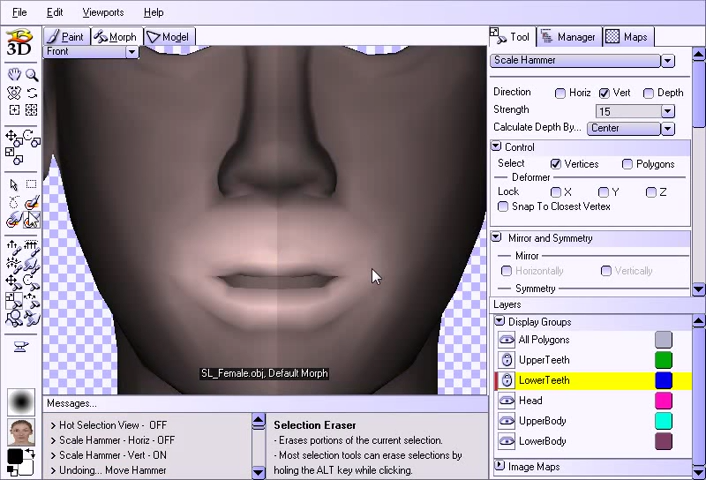 File Edit Viewports Help
3D Paint Morph Model Tool Manager Maps
Front
Scale Hammer
Direction Horiz Vert Depth
Strength 15
Calculate Depth By... Center
Control
Select Vertices Polygons
Deformer
Lock X Y Z
Snap To Closest Vertex
Mirror and Symmetry
Mirror
Horizontally Vertically
Symmetry
Layers
Display Groups
All Polygons
UpperTeeth
LowerTeeth
Head
UpperBody
LowerBody
Image Maps
SL_Female.obj, Default Morph
Messages...
> Hot Selection View - OFF
> Scale Hammer - Horiz - OFF
> Scale Hammer - Vert - ON
> Undoing... Move Hammer
Selection Eraser
- Erases portions of the current selection.
- Most selection tools can erase selections by
holing the ALT key while clicking.